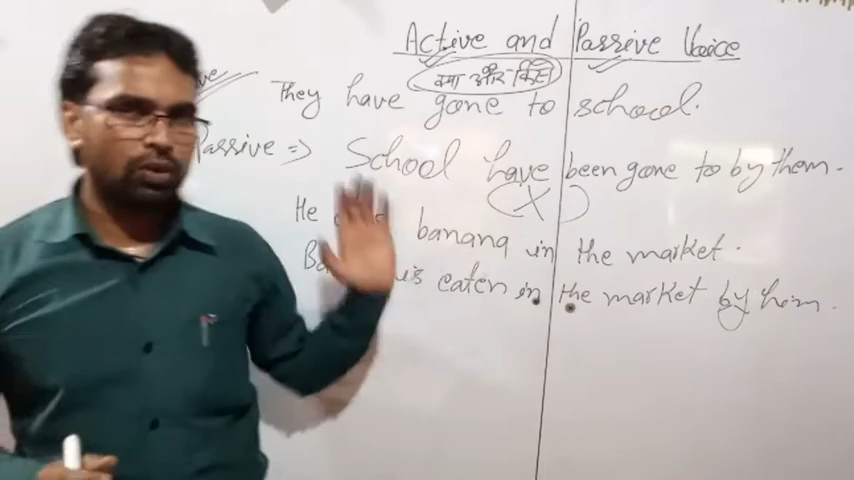 Active and Passive Voice
क्या और किसे
They have gone to school.
Passive => School have been gone to by them.
(X)
He banana in the market.
is eaten in the market by him.